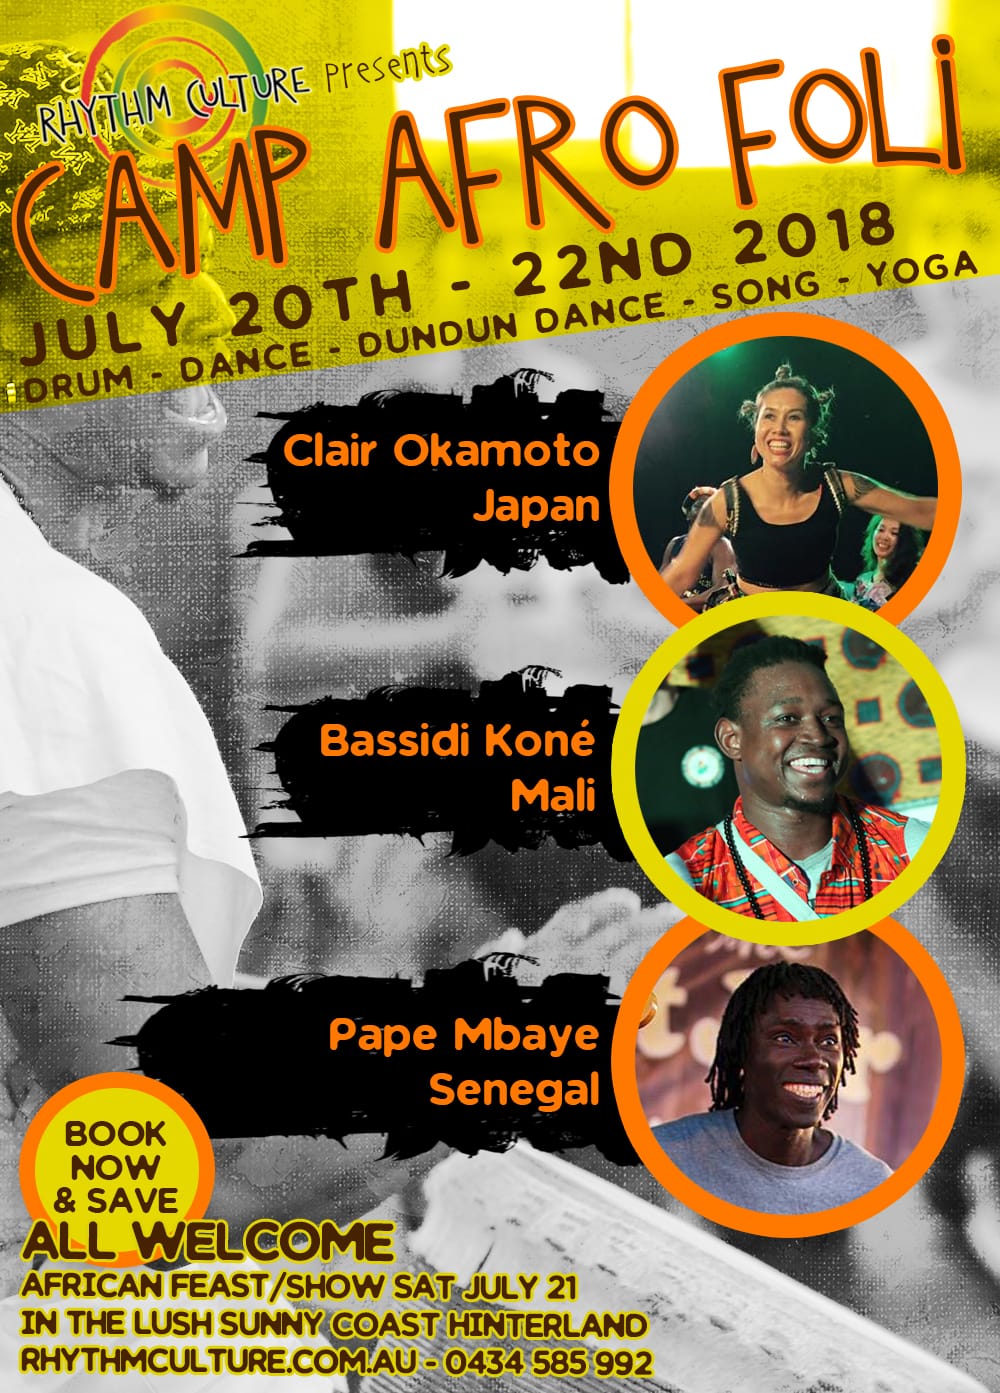 RHYTHM CULTURE presents
CAMP AFRO FOLI
JULY 20TH - 22ND 2018
DRUM - DANCE - DUNDUN DANCE - SONG - YOGA
Clair Okamoto
Japan
Bassidi Koné
Mali
Pape Mbaye
Senegal
BOOK
NOW
& SAVE
ALL WELCOME
AFRICAN FEAST/SHOW SAT JULY 21
IN THE LUSH SUNNY COAST HINTERLAND
RHYTHMCULTURE.COM.AU - 0434 585 992